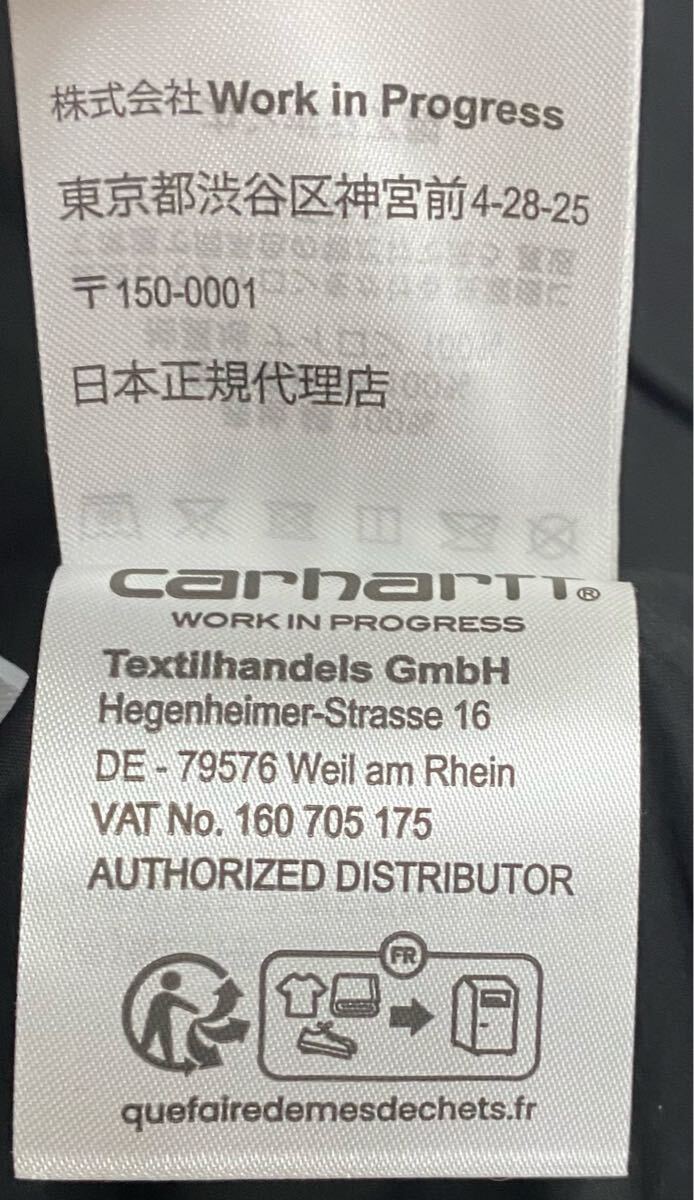 株式会社Work in Progress
東京都渋谷区神宮前4-28-25
〒150-0001
日本正規代理店
carhartt®
WORK IN PROGRESS
Textilhandels GmbH
Hegenheimer-Strasse 16
DE - 79576 Weil am Rhein
VAT No. 160 705 175
AUTHORIZED DISTRIBUTOR
FR
quefairedemesdechets.fr